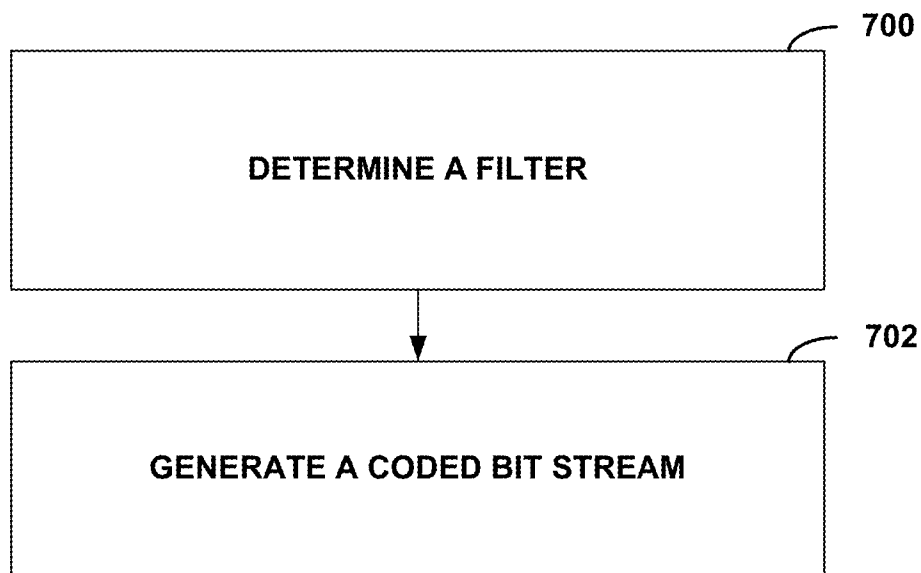 700
DETERMINE A FILTER
702
GENERATE A CODED BIT STREAM